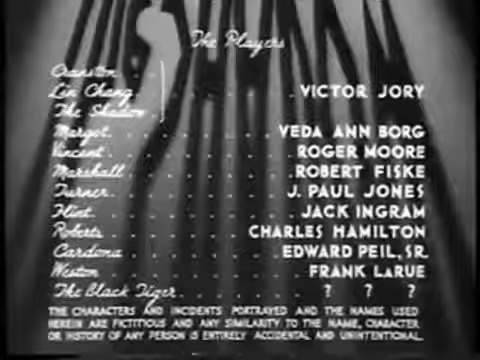 The Players
Cranston
Lin Chang . . . . . . . . . VICTOR JORY
The Shadow
Margot . . . . . . . . VEDA ANN BORG
Vincent . . . . . . . . . ROGER MOORE
Marshall . . . . . . . . . ROBERT FISKE
Turner . . . . . . . . . J. PAUL JONES
Flint . . . . . . . . . . JACK INGRAM
Roberts . . . . . . . CHARLES HAMILTON
Cardona . . . . . . . . EDWARD PEIL, SR.
Weston . . . . . . . . . . FRANK LaRUE
The Black Tiger . . . . . . . ? ? ?
THE CHARACTERS AND INCIDENTS PORTRAYED AND THE NAMES USED
HEREIN ARE FICTITIOUS AND ANY SIMILARITY TO THE NAME, CHARACTER
OR HISTORY OF ANY PERSON IS ENTIRELY ACCIDENTAL AND UNINTENTIONAL.